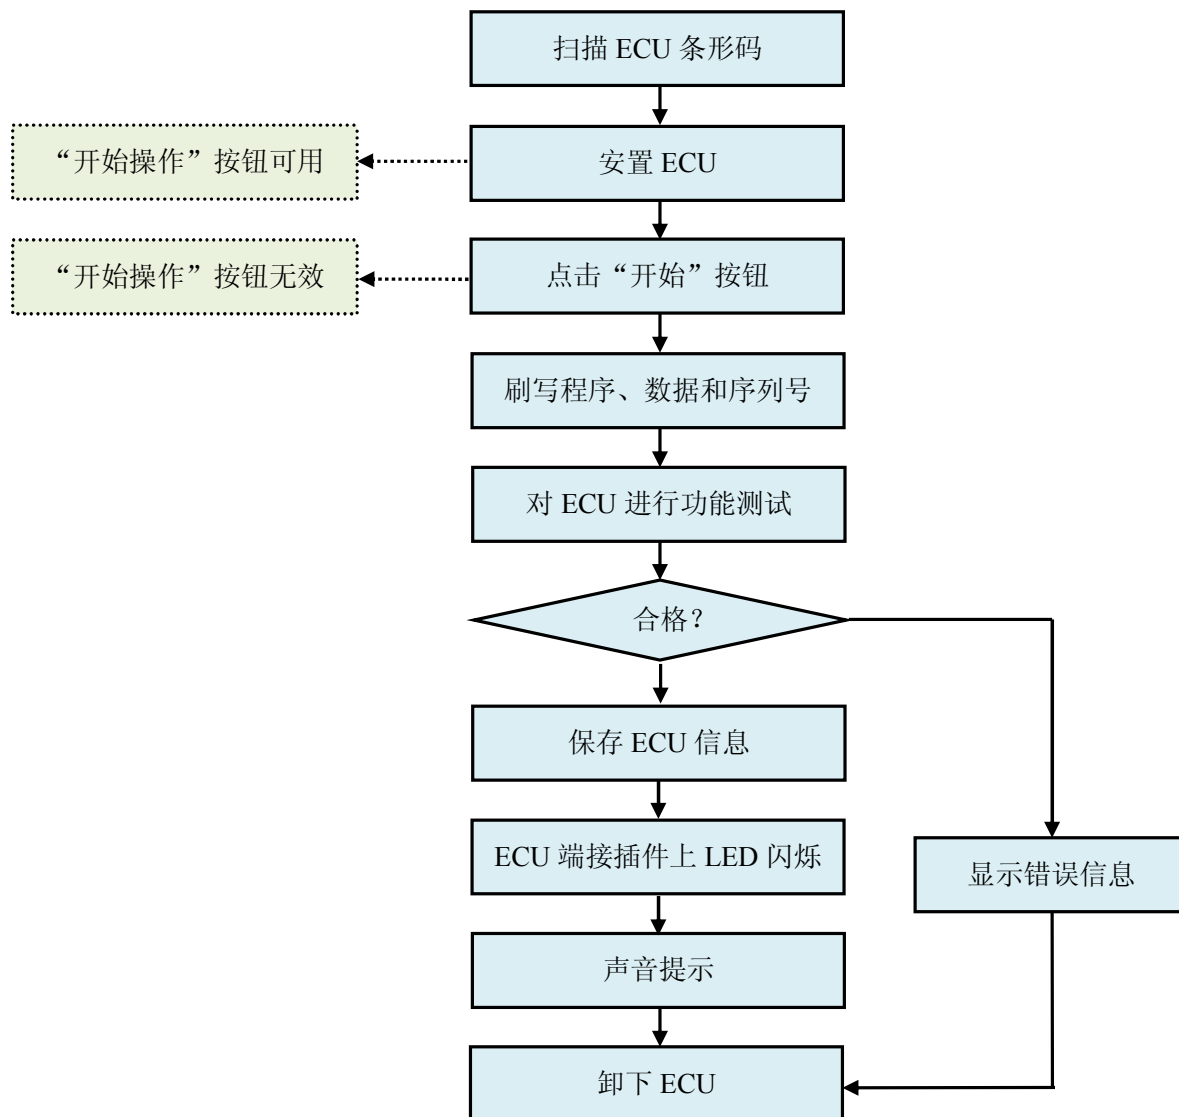 扫描 ECU 条形码
“开始操作”按钮可用
安置 ECU
“开始操作”按钮无效
点击“开始”按钮
刷写程序、数据和序列号
对 ECU 进行功能测试
合格？
保存 ECU 信息
ECU 端接插件上 LED 闪烁
显示错误信息
声音提示
卸下 ECU